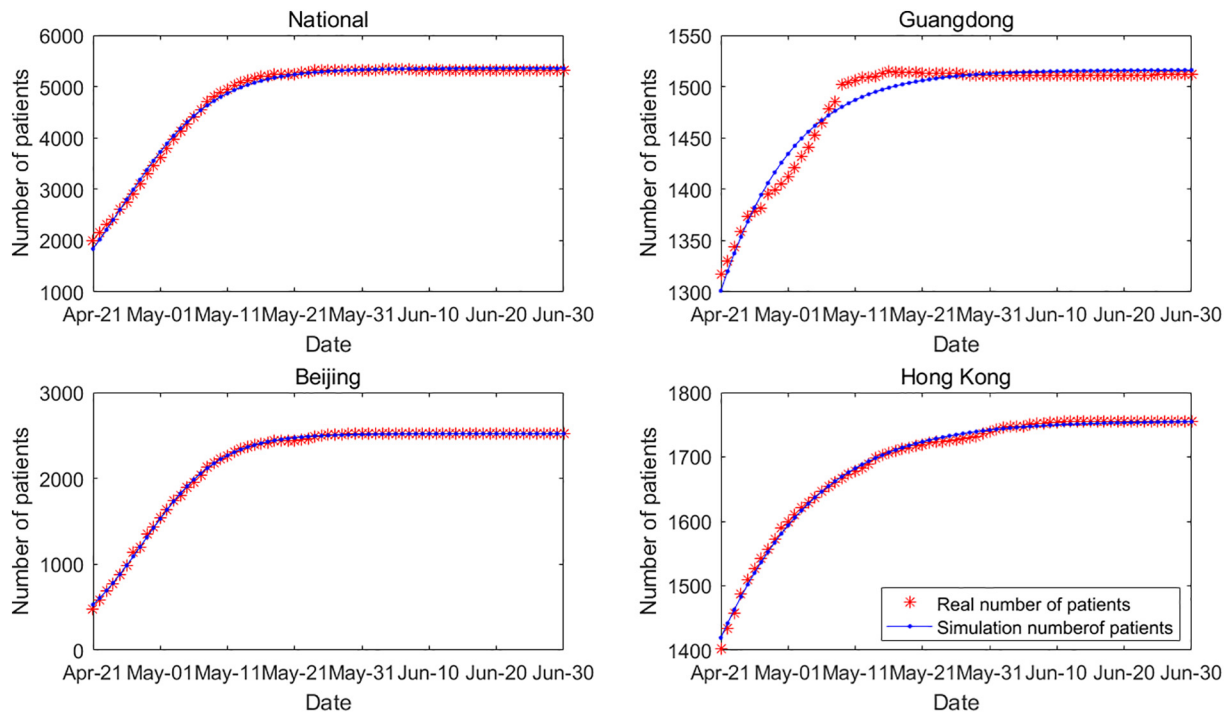 National
6000
5000
4000
3000
2000
1000
Number of patients
Apr-21 May-01 May-11 May-21 May-31 Jun-10 Jun-20 Jun-30
Date
Guangdong
1550
1500
1450
1400
1350
1300
Number of patients
Apr-21 May-01 May-11 May-21 May-31 Jun-10 Jun-20 Jun-30
Date
Beijing
3000
2000
1000
0
Number of patients
Apr-21 May-01 May-11 May-21 May-31 Jun-10 Jun-20 Jun-30
Date
Hong Kong
1800
1700
1600
1500
1400
Number of patients
Real number of patients
Simulation numberof patients
Apr-21 May-01 May-11 May-21 May-31 Jun-10 Jun-20 Jun-30
Date